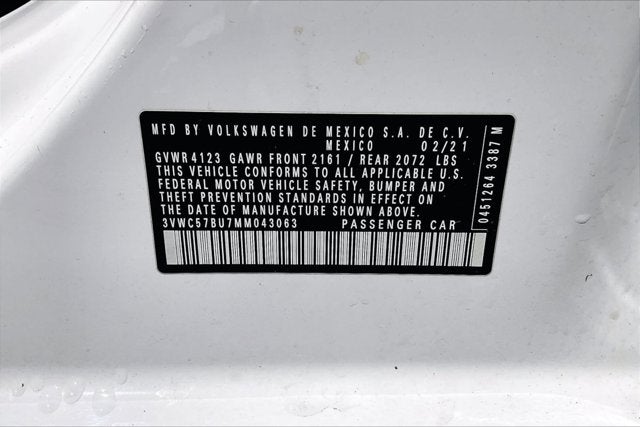 MFD BY VOLKSWAGEN DE MEXICO S.A. DE C.V.
MEXICO 02/21
GVWR 4123 GAWR FRONT 2161 / REAR 2072 LBS
THIS VEHICLE CONFORMS TO ALL APPLICABLE U.S.
FEDERAL MOTOR VEHICLE SAFETY, BUMPER AND
THEFT PREVENTION STANDARDS IN EFFECT ON
THE DATE OF MANUFACTURE SHOWN ABOVE.
3VWC57BU7MM043063 PASSENGER CAR
0451264 3387 M